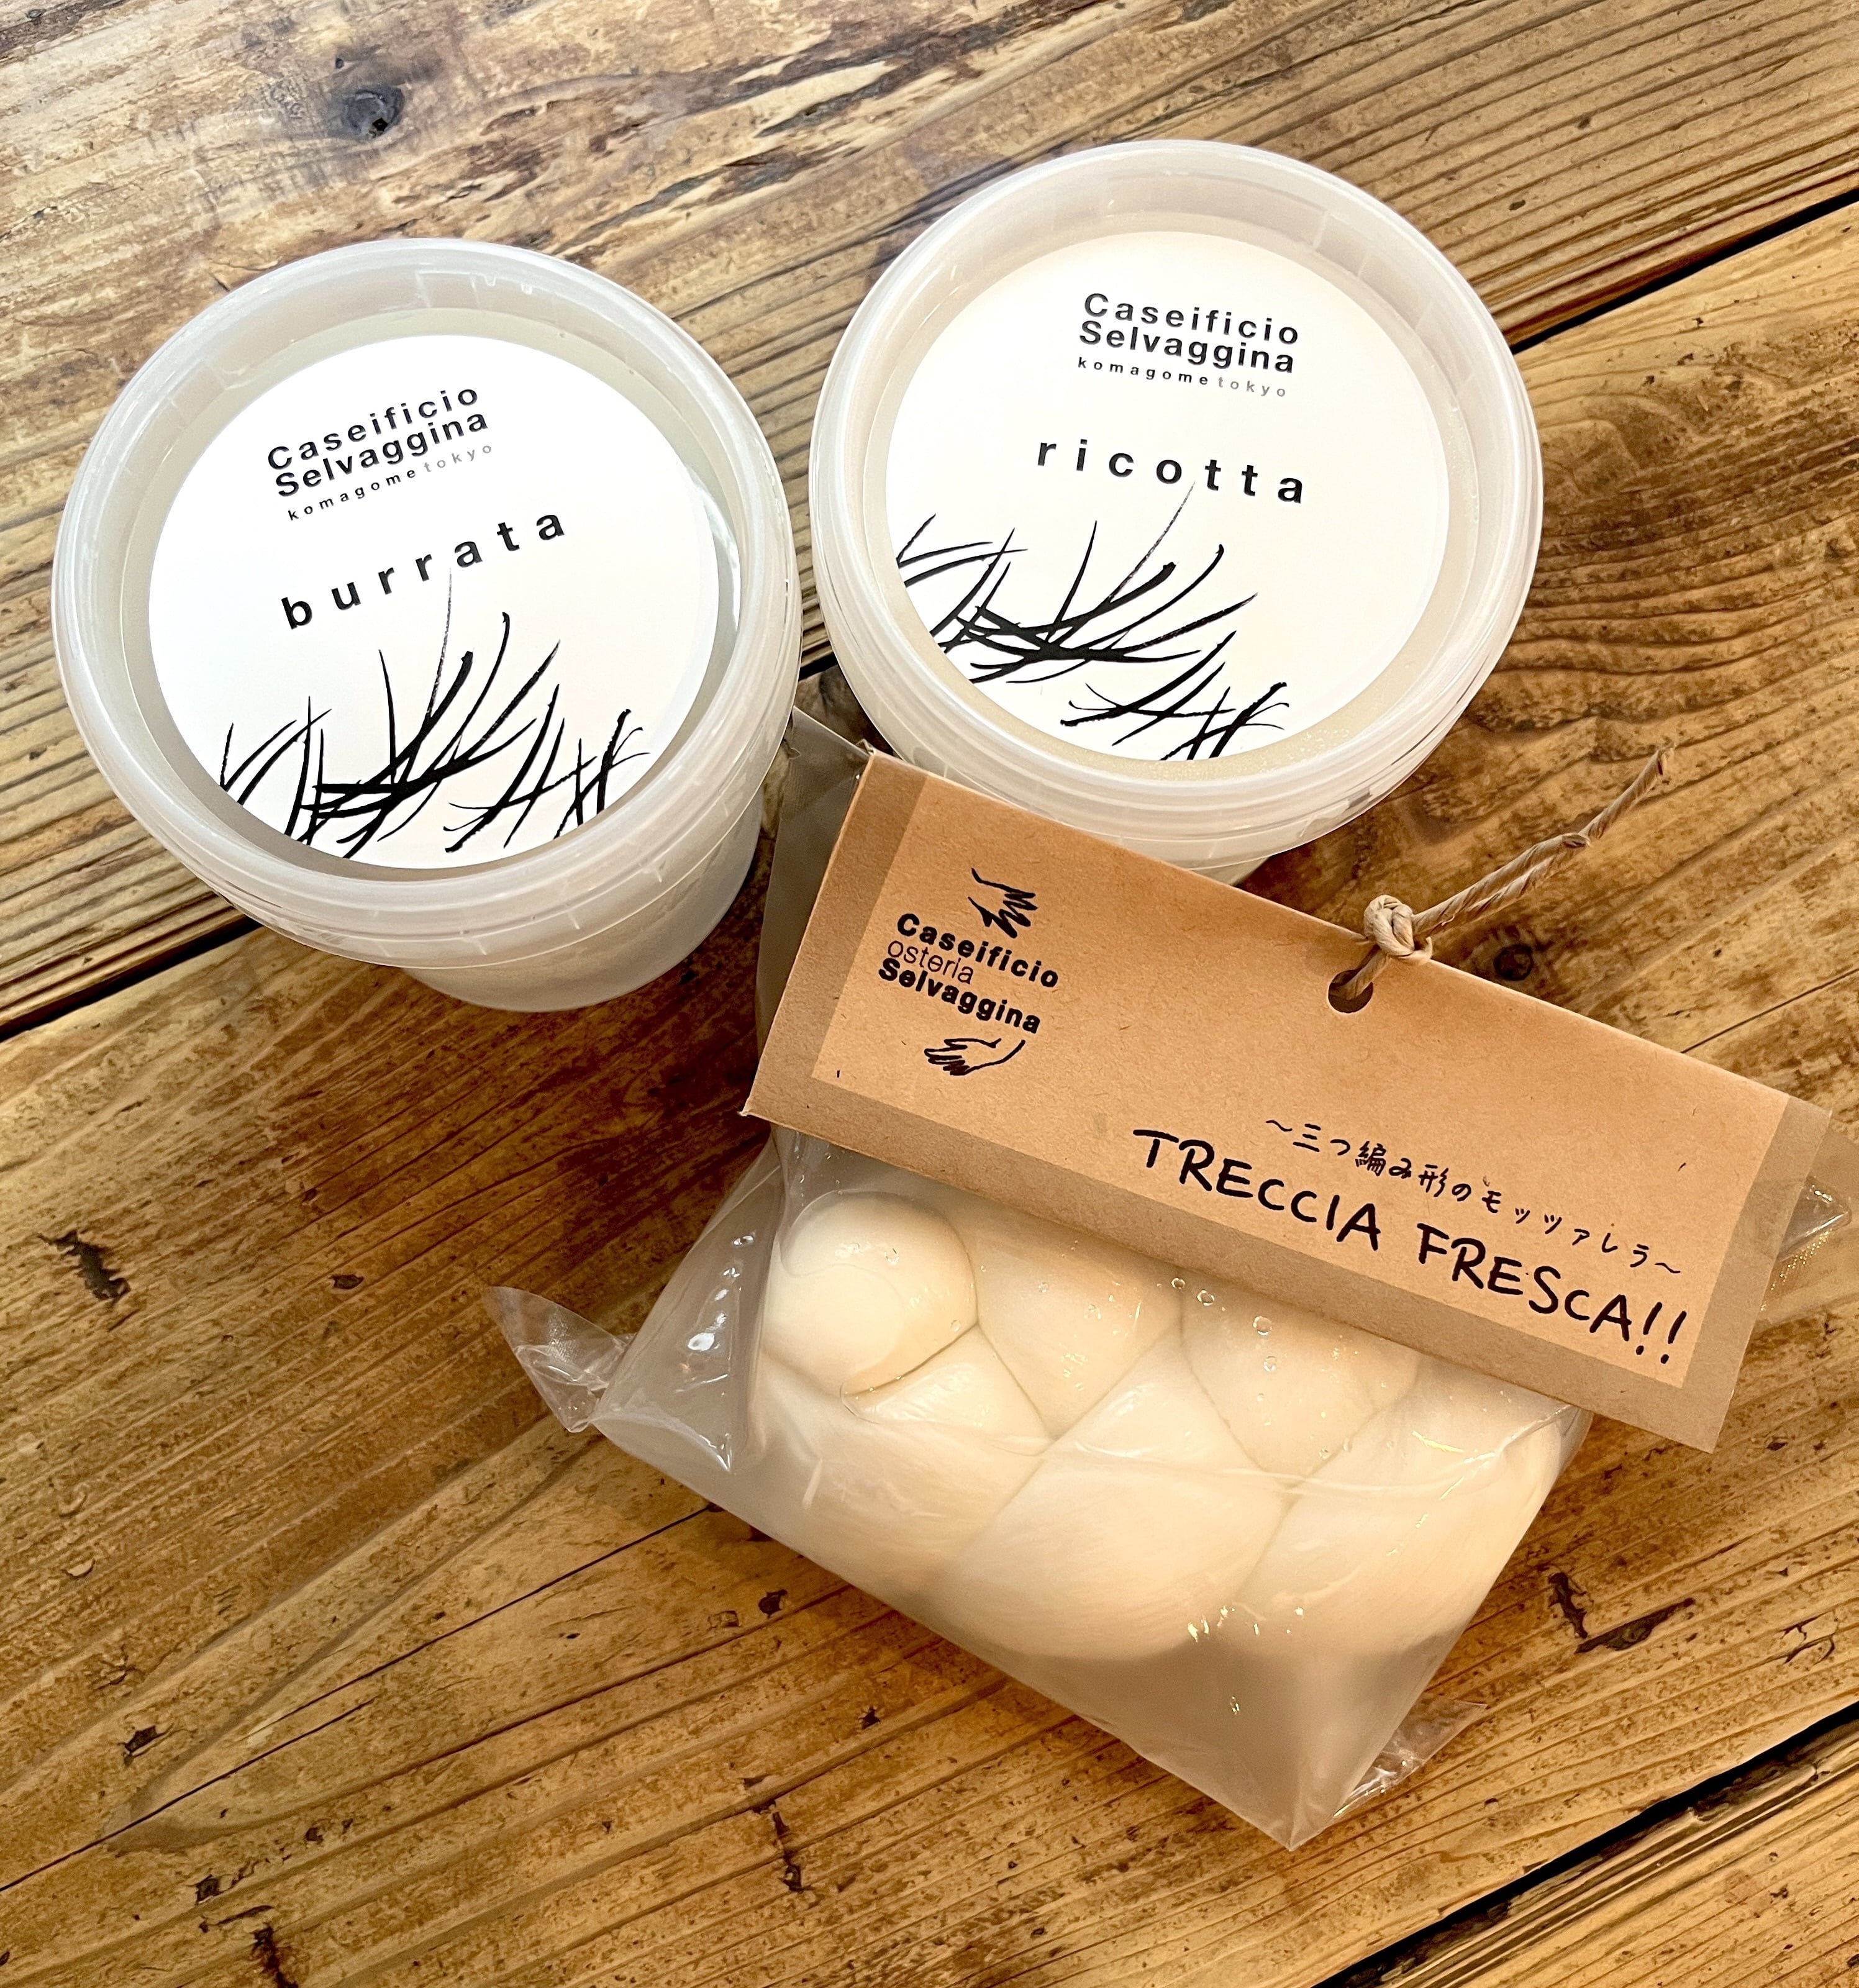 Caseificio
Selvaggina
komagome tokyo
burrata
Caseificio
Selvaggina
komagome tokyo
ricotta
Caseificio
osteria
Selvaggina
〜三つ編み形のモッツァレラ〜
TRECCIA FRESCA!!